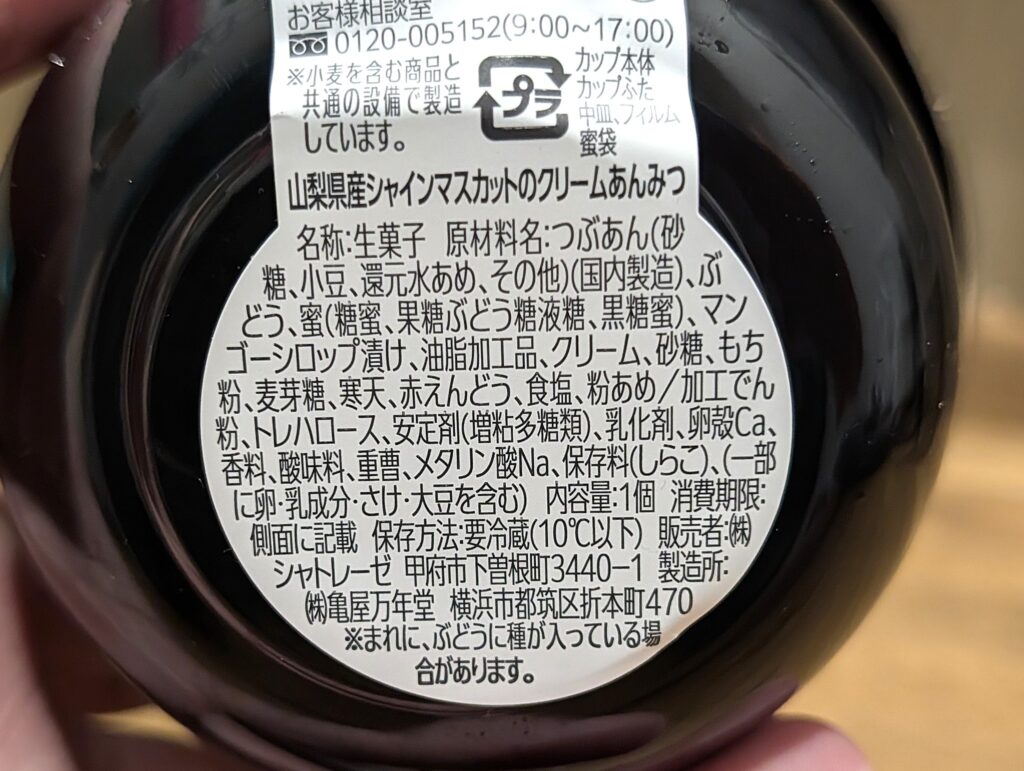 お客様相談室
0120-005152(9:00~17:00)
※小麦を含む商品と
共通の設備で製造
しています。
プラ
カップ本体
カップふた
中皿、フィルム
蜜袋
山梨県産シャインマスカットのクリームあんみつ
名称:生菓子 原材料名:つぶあん(砂
糖、小豆、還元水あめ、その他)(国内製造)、ぶ
どう、蜜(糖蜜、果糖ぶどう糖液糖、黒糖蜜)、マン
ゴーシロップ漬け、油脂加工品、クリーム、砂糖、もち
粉、麦芽糖、寒天、赤えんどう、食塩、粉あめ/加工でん
粉、トレハロース、安定剤(増粘多糖類)、乳化剤、卵殻Ca、
香料、酸味料、重曹、メタリン酸Na、保存料(しらこ)、(一部
に卵・乳成分・さけ・大豆を含む) 内容量:1個 消費期限:
側面に記載 保存方法:要冷蔵(10℃以下) 販売者:㈱
シャトレーゼ 甲府市下曽根町3440-1 製造所:
㈱亀屋万年堂 横浜市都筑区折本町470
※まれに、ぶどうに種が入っている場
合があります。